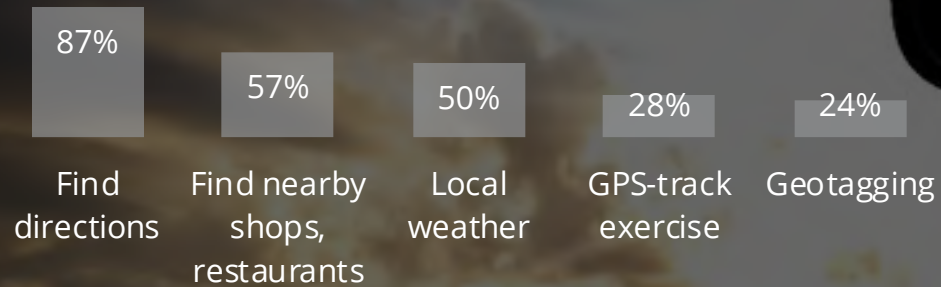 87%
57%
50%
28%
24%
Find
directions
Find nearby
shops,
restaurants
Local
weather
GPS-track
exercise
Geotagging